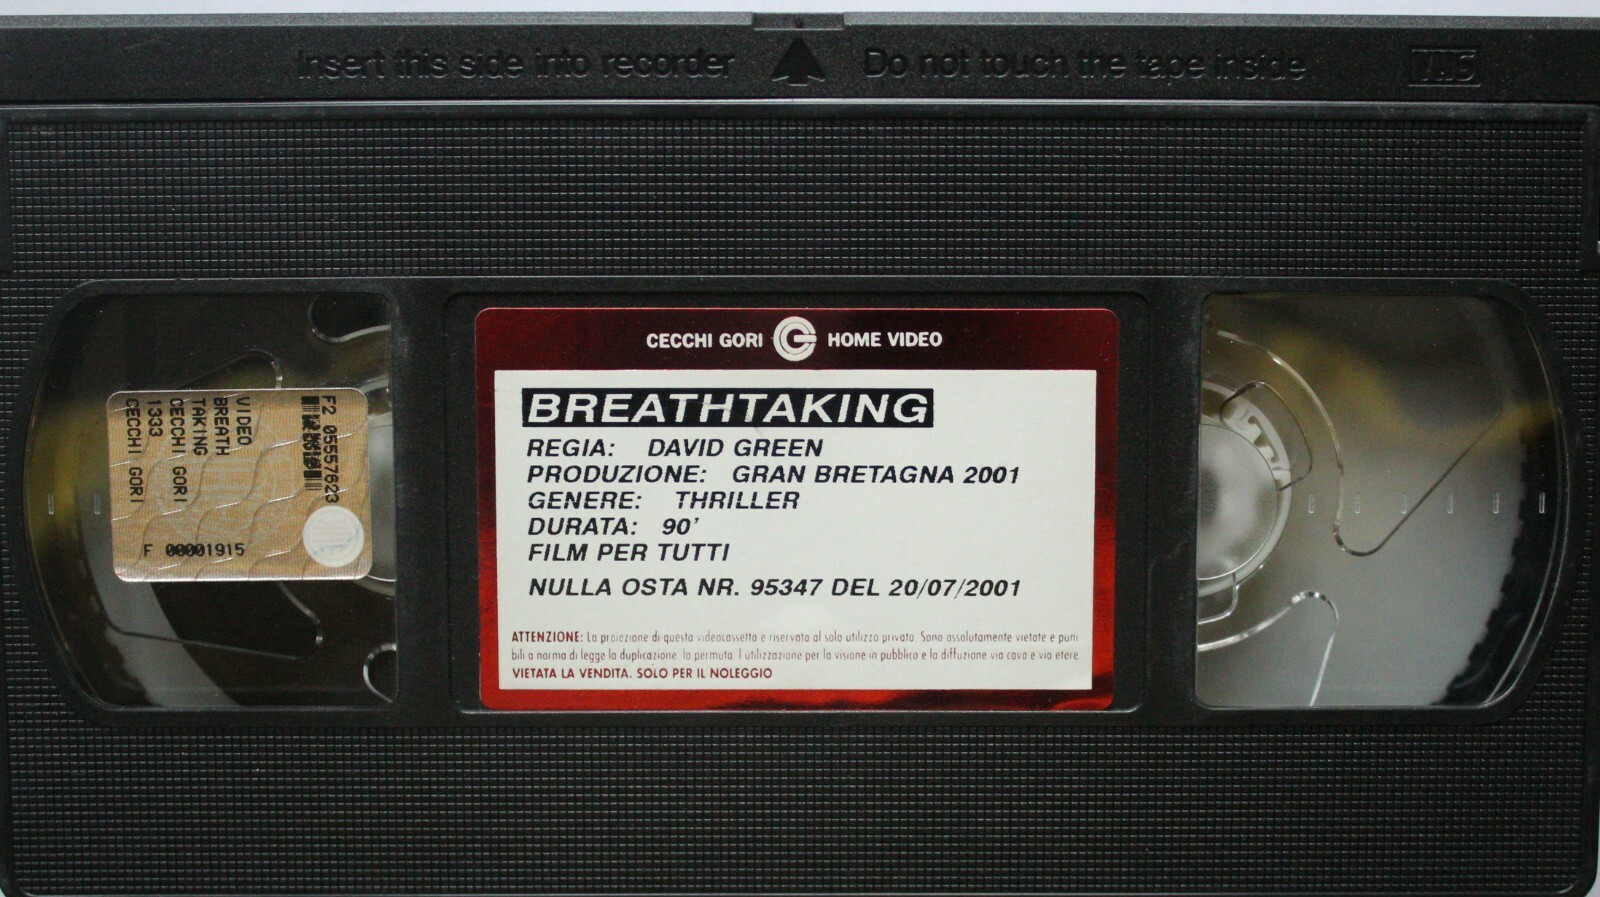 Insert this side into recorder
Do not touch the tape inside
VHS
CECCHI GORI HOME VIDEO
BREATHTAKING
REGIA: DAVID GREEN
PRODUZIONE: GRAN BRETAGNA 2001
GENERE: THRILLER
DURATA: 90'
FILM PER TUTTI
NULLA OSTA NR. 95347 DEL 20/07/2001
ATTENZIONE: La proiezione di questa videocassetta e riservata al solo utilizzo privato. Sono assolutamente vietate e puni
bili a norma di legge la duplicazione, la permuta, l utilizzazione per la visione in pubblico e la diffuzione via cavo e via etere.
VIETATA LA VENDITA. SOLO PER IL NOLEGGIO
F2 05557623
VIDEO
BREATH
TAKING
CECCHI GORI
1333
CECCHI GORI
F 00001915